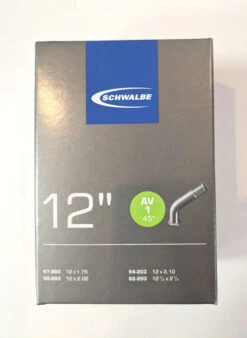 SCHWALBE
12"
AV
1
45°
47-203 12 x 1.75
50-203 12 x 2.00
54-203 12 x 2.10
62-203 12 1/2 x 2 1/4